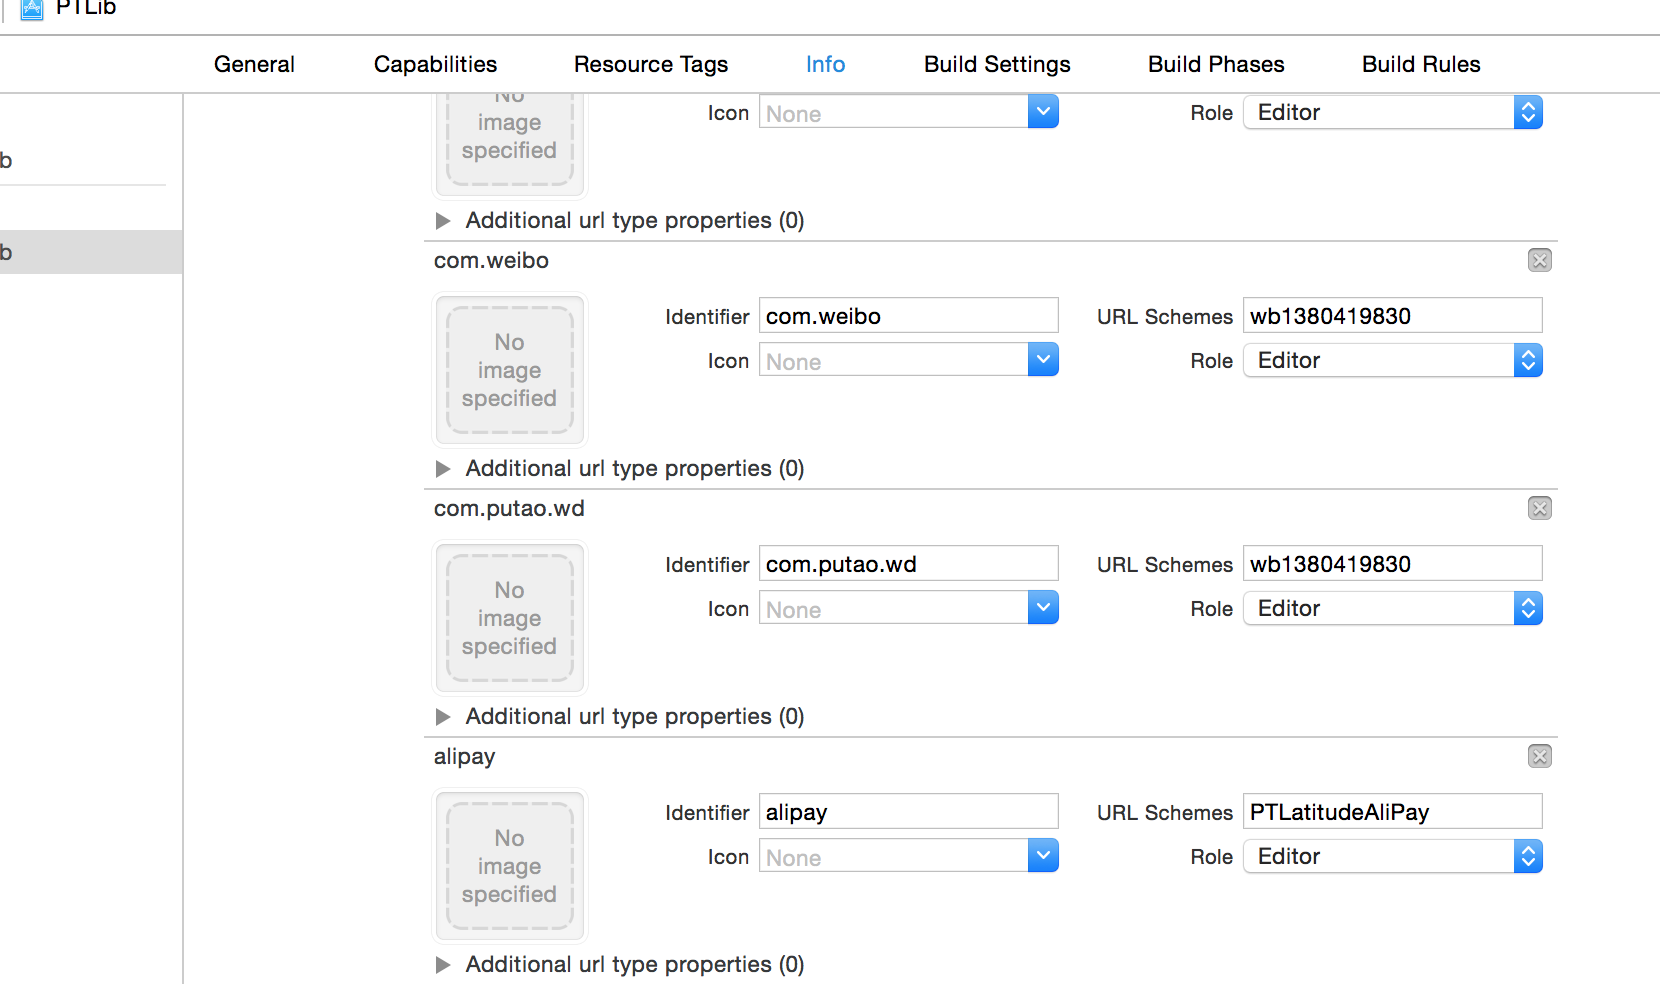 PTLib
General Capabilities Resource Tags Info Build Settings Build Phases Build Rules
No
image
specified
Icon None
Role Editor
b
Additional url type properties (0)
b
com.weibo
No
image
specified
Identifier com.weibo
URL Schemes wb1380419830
Icon None
Role Editor
Additional url type properties (0)
com.putao.wd
No
image
specified
Identifier com.putao.wd
URL Schemes wb1380419830
Icon None
Role Editor
Additional url type properties (0)
alipay
No
image
specified
Identifier alipay
URL Schemes PTLatitudeAliPay
Icon None
Role Editor
Additional url type properties (0)